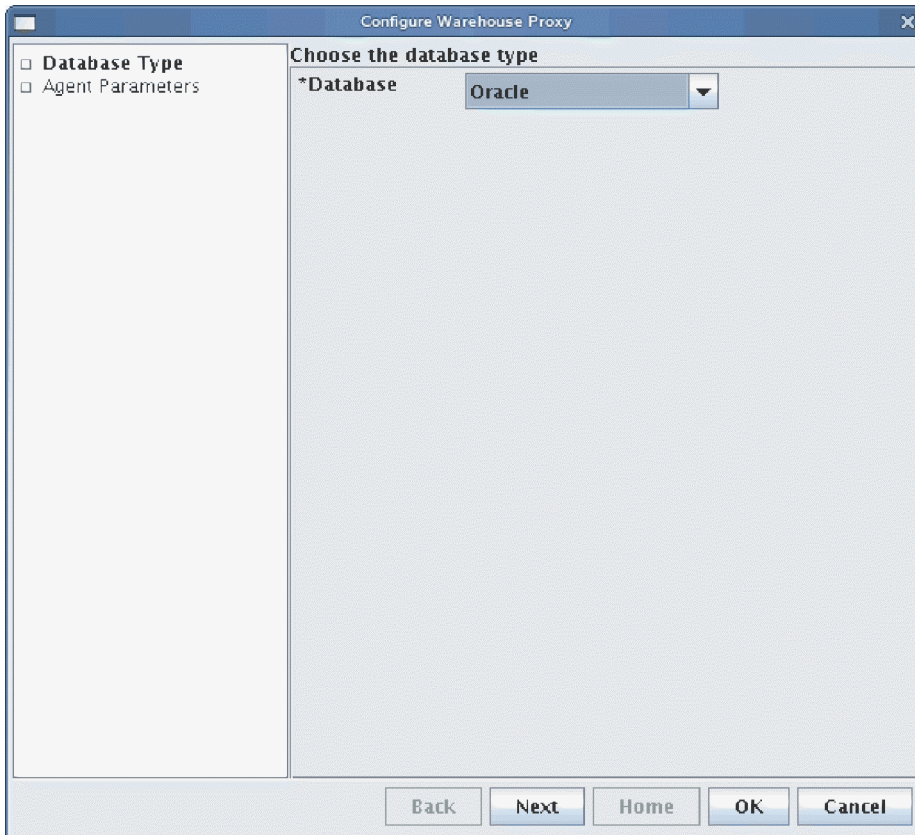 Configure Warehouse Proxy
Database Type
Agent Parameters
Choose the database type
*Database
Oracle
Back
Next
Home
OK
Cancel